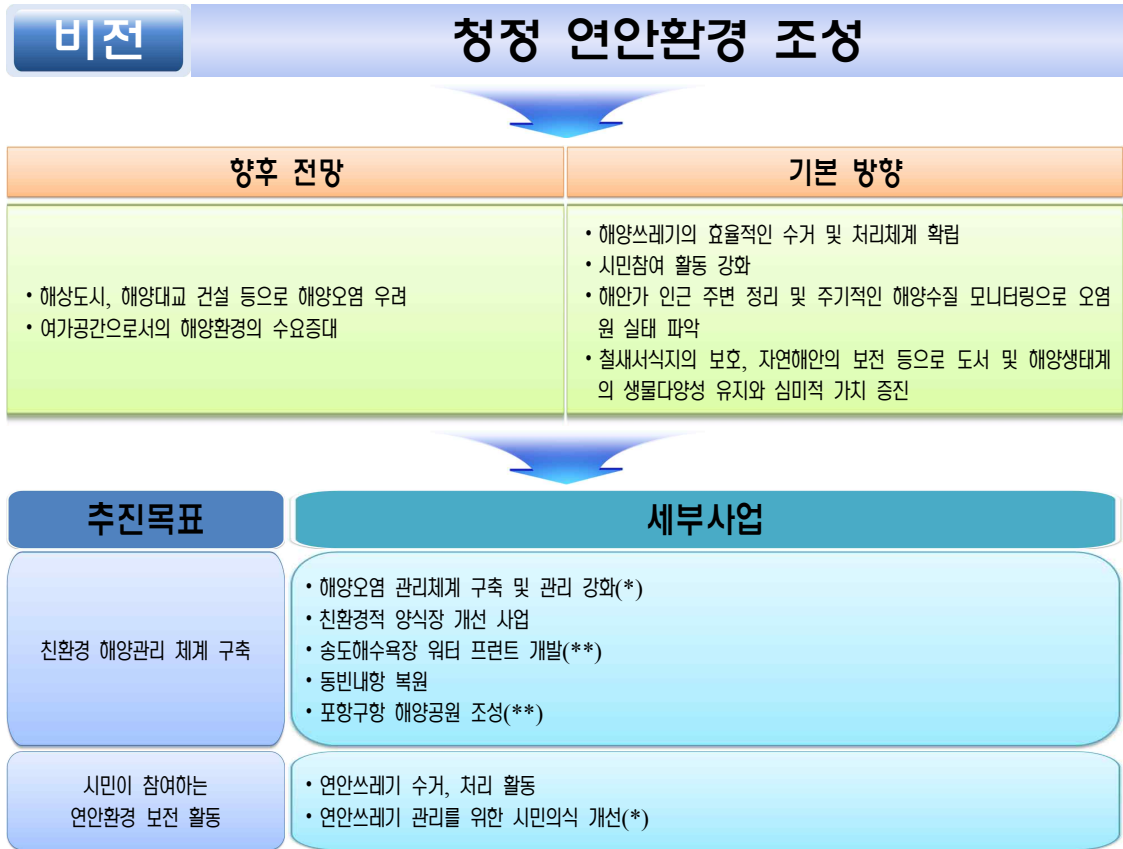 비전
청정 연안환경 조성
향후 전망
기본 방향
• 해상도시, 해양대교 건설 등으로 해양오염 우려
• 여가공간으로서의 해양환경의 수요증대
• 해양쓰레기의 효율적인 수거 및 처리체계 확립
• 시민참여 활동 강화
• 해안가 인근 주변 정리 및 주기적인 해양수질 모니터링으로 오염
원 실태 파악
• 철새서식지의 보호, 자연해안의 보전 등으로 도서 및 해양생태계
의 생물다양성 유지와 심미적 가치 증진
추진목표
세부사업
친환경 해양관리 체계 구축
• 해양오염 관리체계 구축 및 관리 강화(*)
• 친환경적 양식장 개선 사업
• 송도해수욕장 워터 프런트 개발(**)
• 동빈내항 복원
• 포항구항 해양공원 조성(**)
시민이 참여하는
연안환경 보전 활동
• 연안쓰레기 수거, 처리 활동
• 연안쓰레기 관리를 위한 시민의식 개선(*)